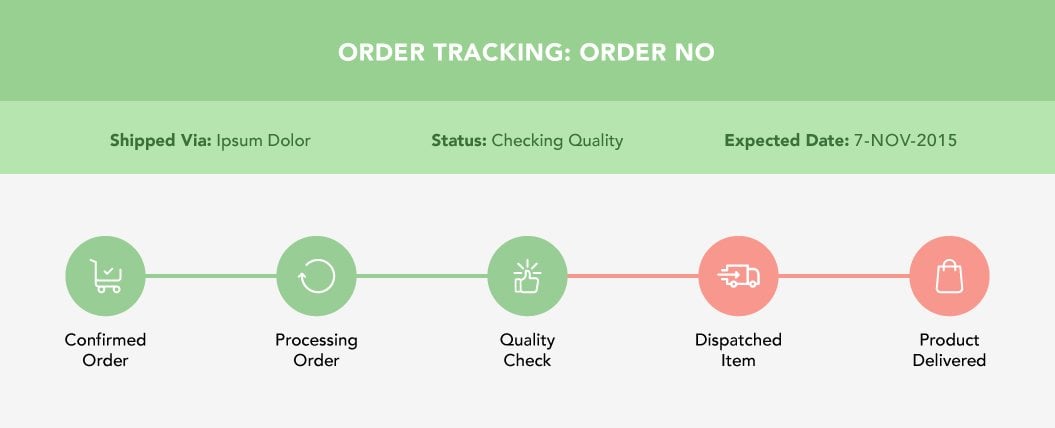 ORDER TRACKING: ORDER NO
Shipped Via: Ipsum Dolor
Status: Checking Quality
Expected Date: 7-NOV-2015
Confirmed
Order
Processing
Order
Quality
Check
Dispatched
Item
Product
Delivered